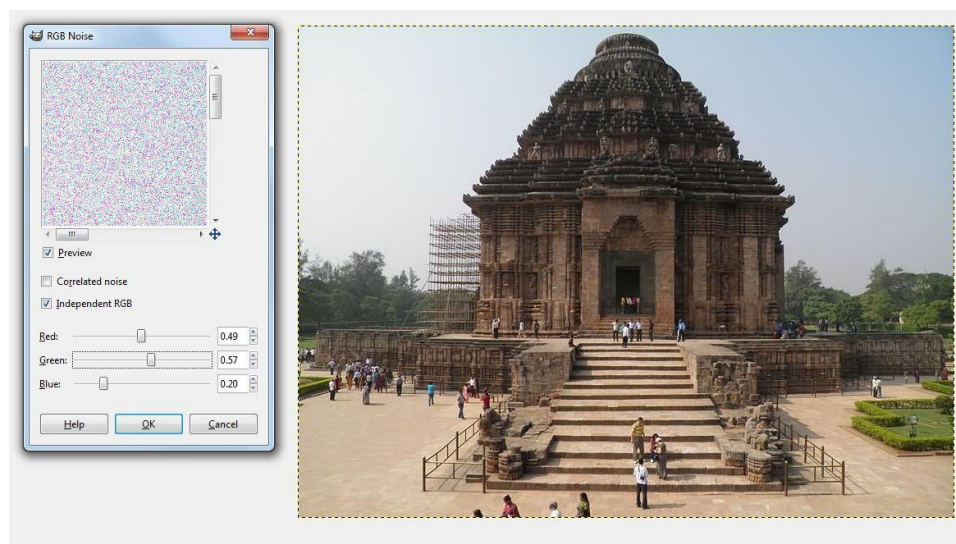 RGB Noise
Preview
Correlated noise
Independent RGB
Red: 0.49
Green: 0.57
Blue: 0.20
Help OK Cancel